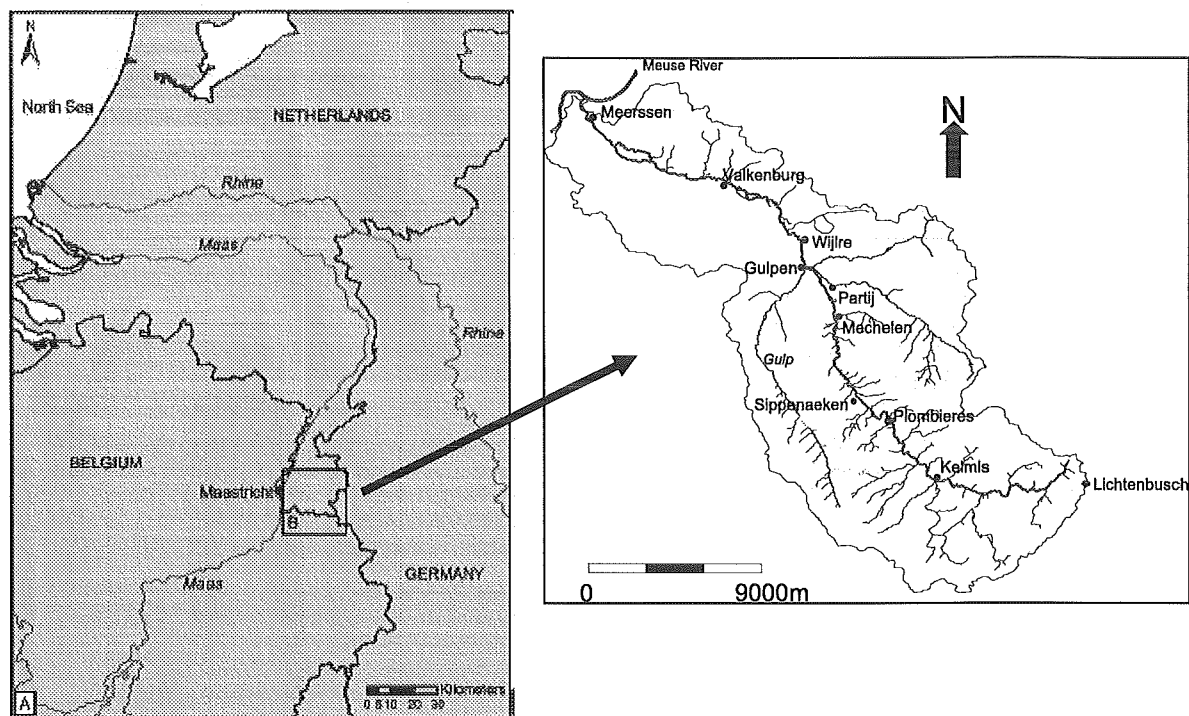 N
North Sea
NETHERLANDS
Rhine
Maas
Rhine
BELGIUM
Maastricht
B
Maas
GERMANY
A
Kilometers
0 5 10 20 30
Meuse River
Meerssen
N
Valkenburg
Wijlre
Gulpen
Partij
Mechelen
Gulp
Sippenaeken
Plombieres
Kelmis
Lichtenbusch
0 9000m